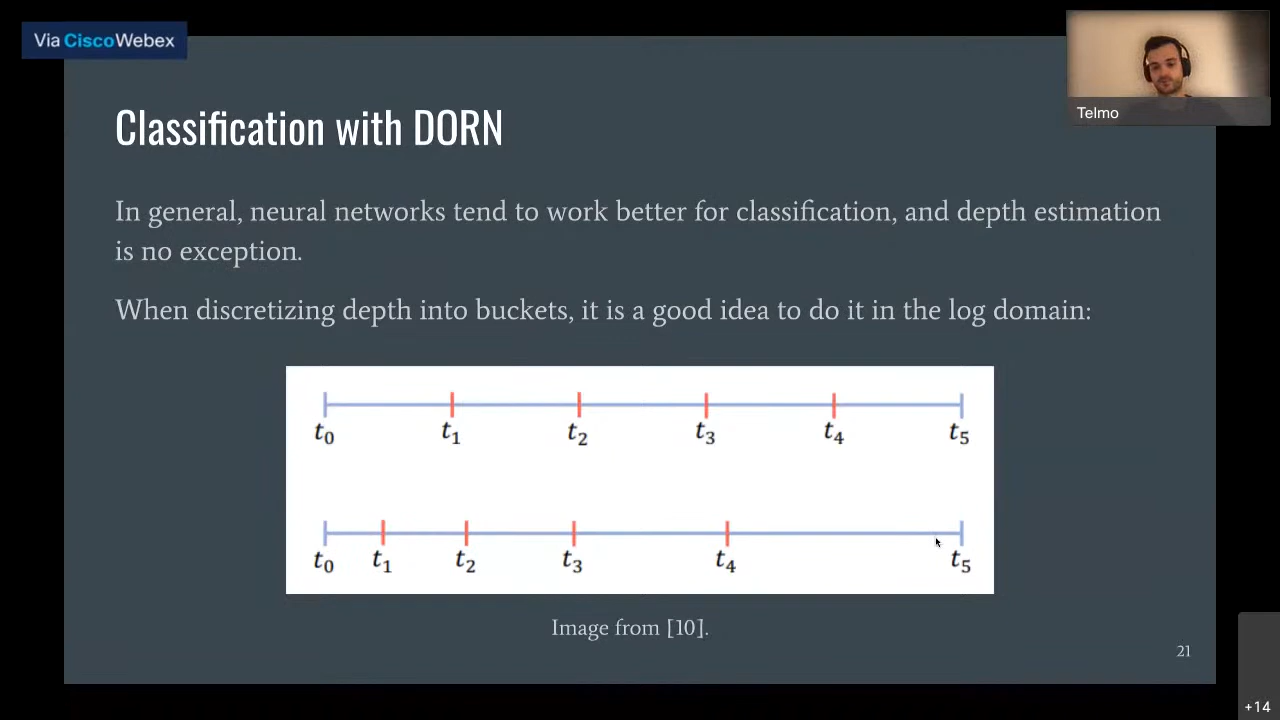 Via CiscoWebex
Telmo
Classification with DORN
In general, neural networks tend to work better for classification, and depth estimation
is no exception.
When discretizing depth into buckets, it is a good idea to do it in the log domain:
t₀ t₁ t₂ t₃ t₄ t₅
t₀ t₁ t₂ t₃ t₄ t₅
Image from [10].
21
+14